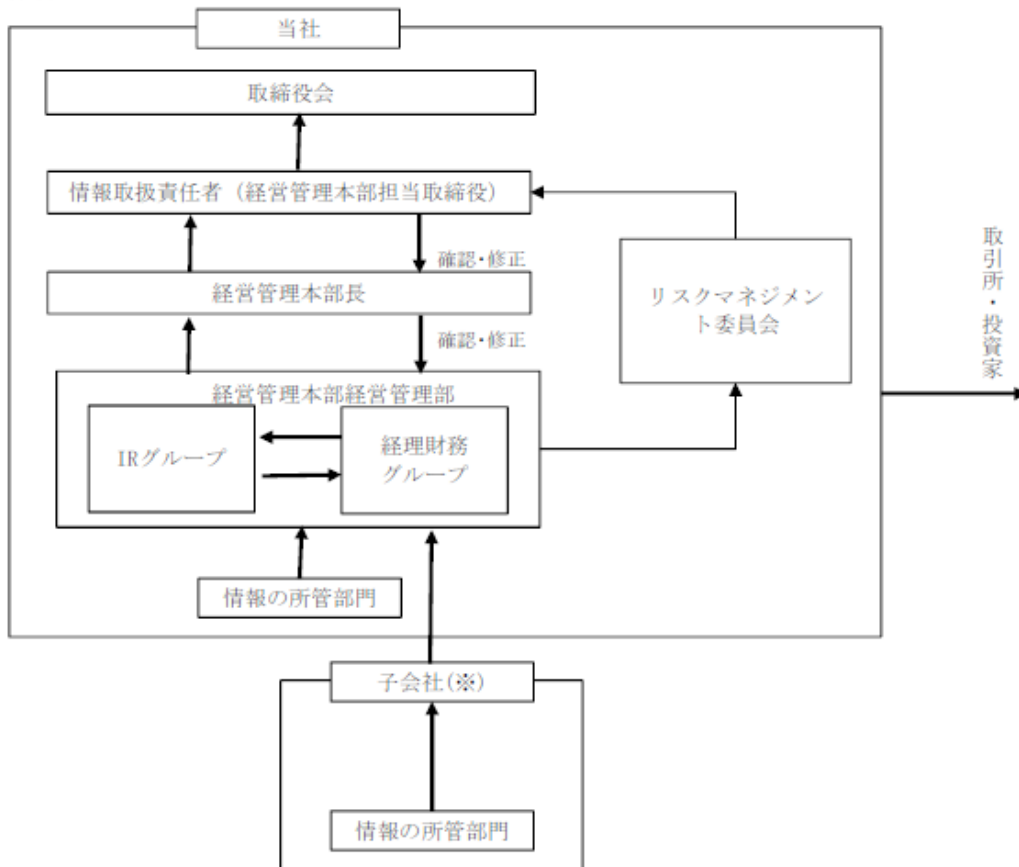 当社
取締役会
情報取扱責任者（経営管理本部担当取締役）
確認・修正
経営管理本部長
確認・修正
経営管理本部経営管理部
IRグループ
経理財務
グループ
情報の所管部門
リスクマネジメン
ト委員会
取引所・投資家
子会社(※)
情報の所管部門